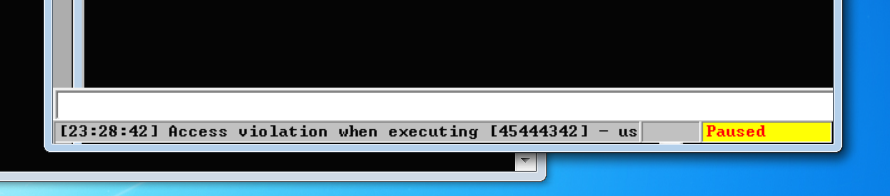 [23:28:42] Access violation when executing [45444342] - us
Paused